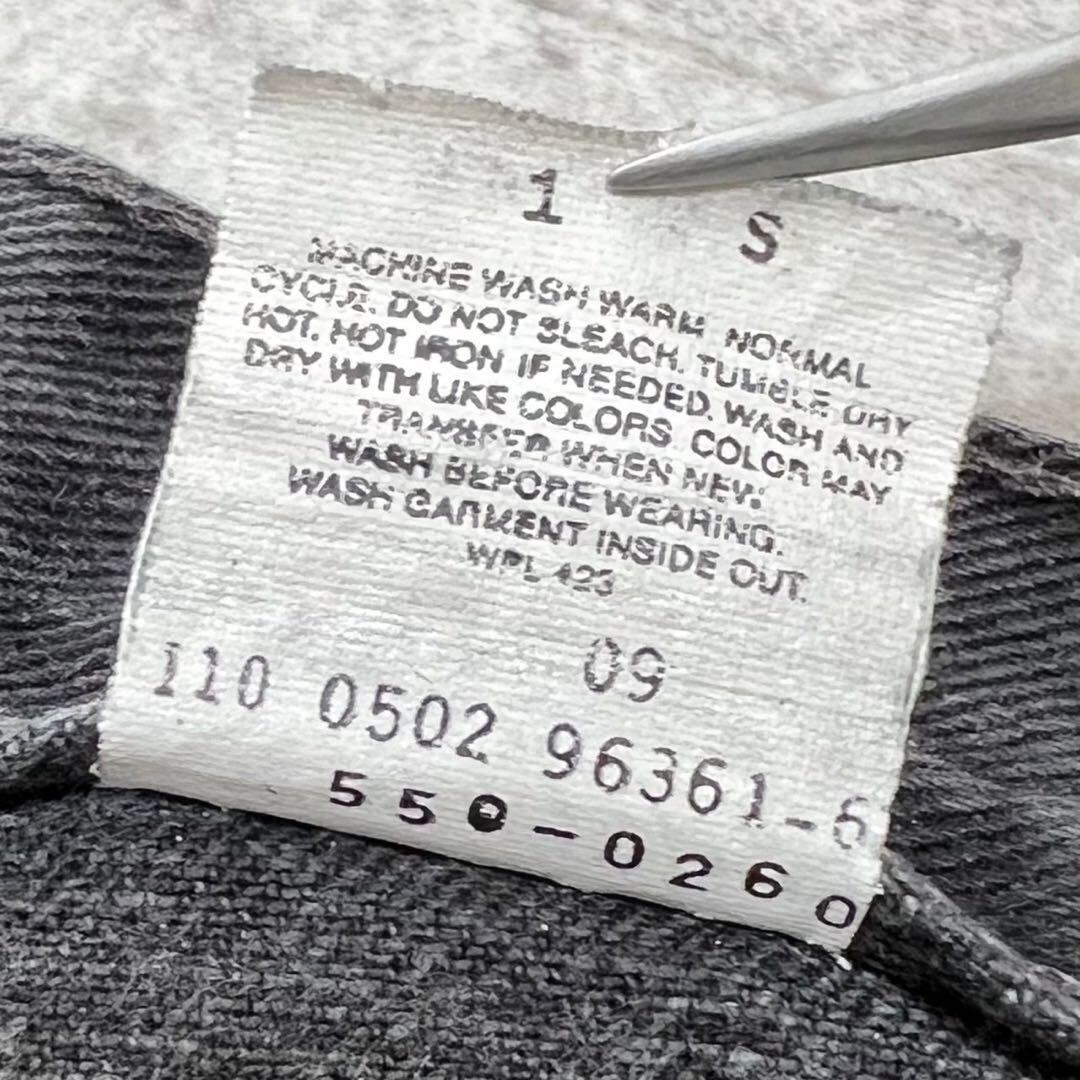 1 S
MACHINE WASH WARM NORMAL
CYCLE. DO NOT BLEACH. TUMBLE DRY
HOT. HOT IRON IF NEEDED. WASH AND
DRY WITH LIKE COLORS. COLOR MAY
TRANSFER WHEN NEW.
WASH BEFORE WEARING.
WASH GARMENT INSIDE OUT.
WPL 423
09
110 0502 96361-6
550-0260